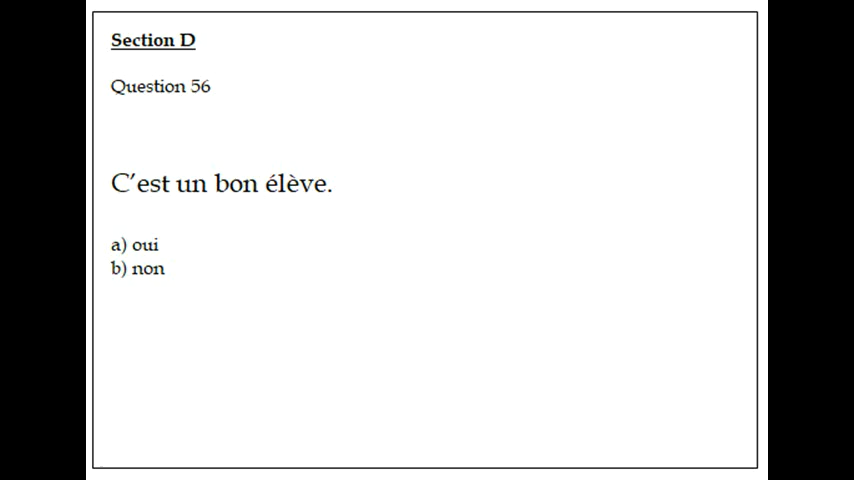 Section D
Question 56
C’est un bon élève.
a) oui
b) non